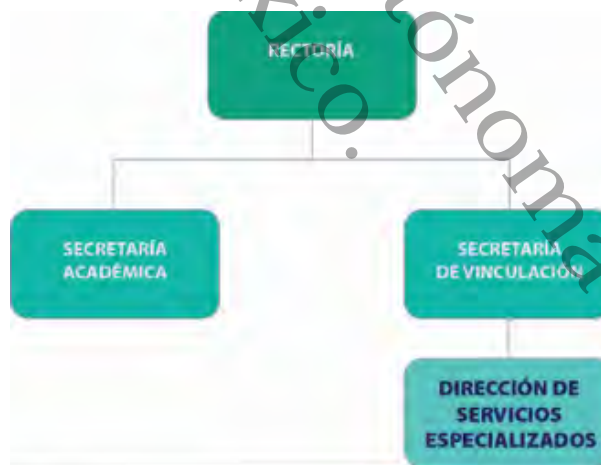 RECTORÍA
SECRETARÍA
ACADÉMICA
SECRETARÍA
DE VINCULACIÓN
DIRECCIÓN DE
SERVICIOS
ESPECIALIZADOS